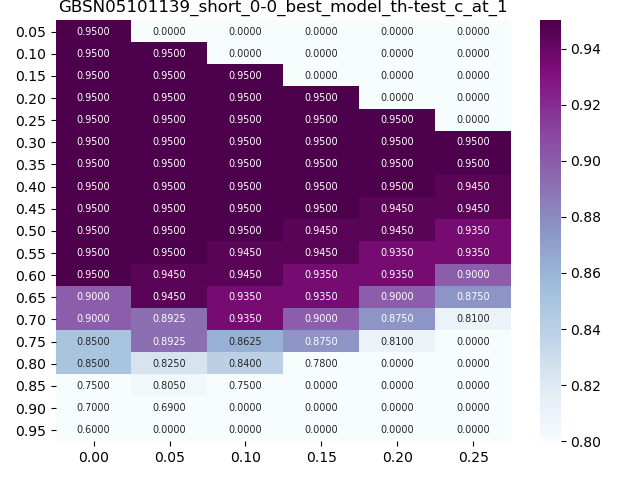 GBSN05101139_short_0-0_best_model_th-test_c_at_1
0.05 0.9500 0.0000 0.0000 0.0000 0.0000 0.0000
0.10 0.9500 0.9500 0.0000 0.0000 0.0000 0.0000
0.15 0.9500 0.9500 0.9500 0.0000 0.0000 0.0000
0.20 0.9500 0.9500 0.9500 0.9500 0.0000 0.0000
0.25 0.9500 0.9500 0.9500 0.9500 0.9500 0.0000
0.30 0.9500 0.9500 0.9500 0.9500 0.9500 0.9500
0.35 0.9500 0.9500 0.9500 0.9500 0.9500 0.9500
0.40 0.9500 0.9500 0.9500 0.9500 0.9500 0.9450
0.45 0.9500 0.9500 0.9500 0.9500 0.9450 0.9450
0.50 0.9500 0.9500 0.9500 0.9450 0.9450 0.9350
0.55 0.9500 0.9500 0.9450 0.9450 0.9350 0.9350
0.60 0.9500 0.9450 0.9450 0.9350 0.9350 0.9000
0.65 0.9000 0.9450 0.9350 0.9350 0.9000 0.8750
0.70 0.9000 0.8925 0.9350 0.9000 0.8750 0.8100
0.75 0.8500 0.8925 0.8625 0.8750 0.8100 0.0000
0.80 0.8500 0.8250 0.8400 0.7800 0.0000 0.0000
0.85 0.7500 0.8050 0.7500 0.0000 0.0000 0.0000
0.90 0.7000 0.6900 0.0000 0.0000 0.0000 0.0000
0.95 0.6000 0.0000 0.0000 0.0000 0.0000 0.0000
0.00 0.05 0.10 0.15 0.20 0.25
0.94
0.92
0.90
0.88
0.86
0.84
0.82
0.80